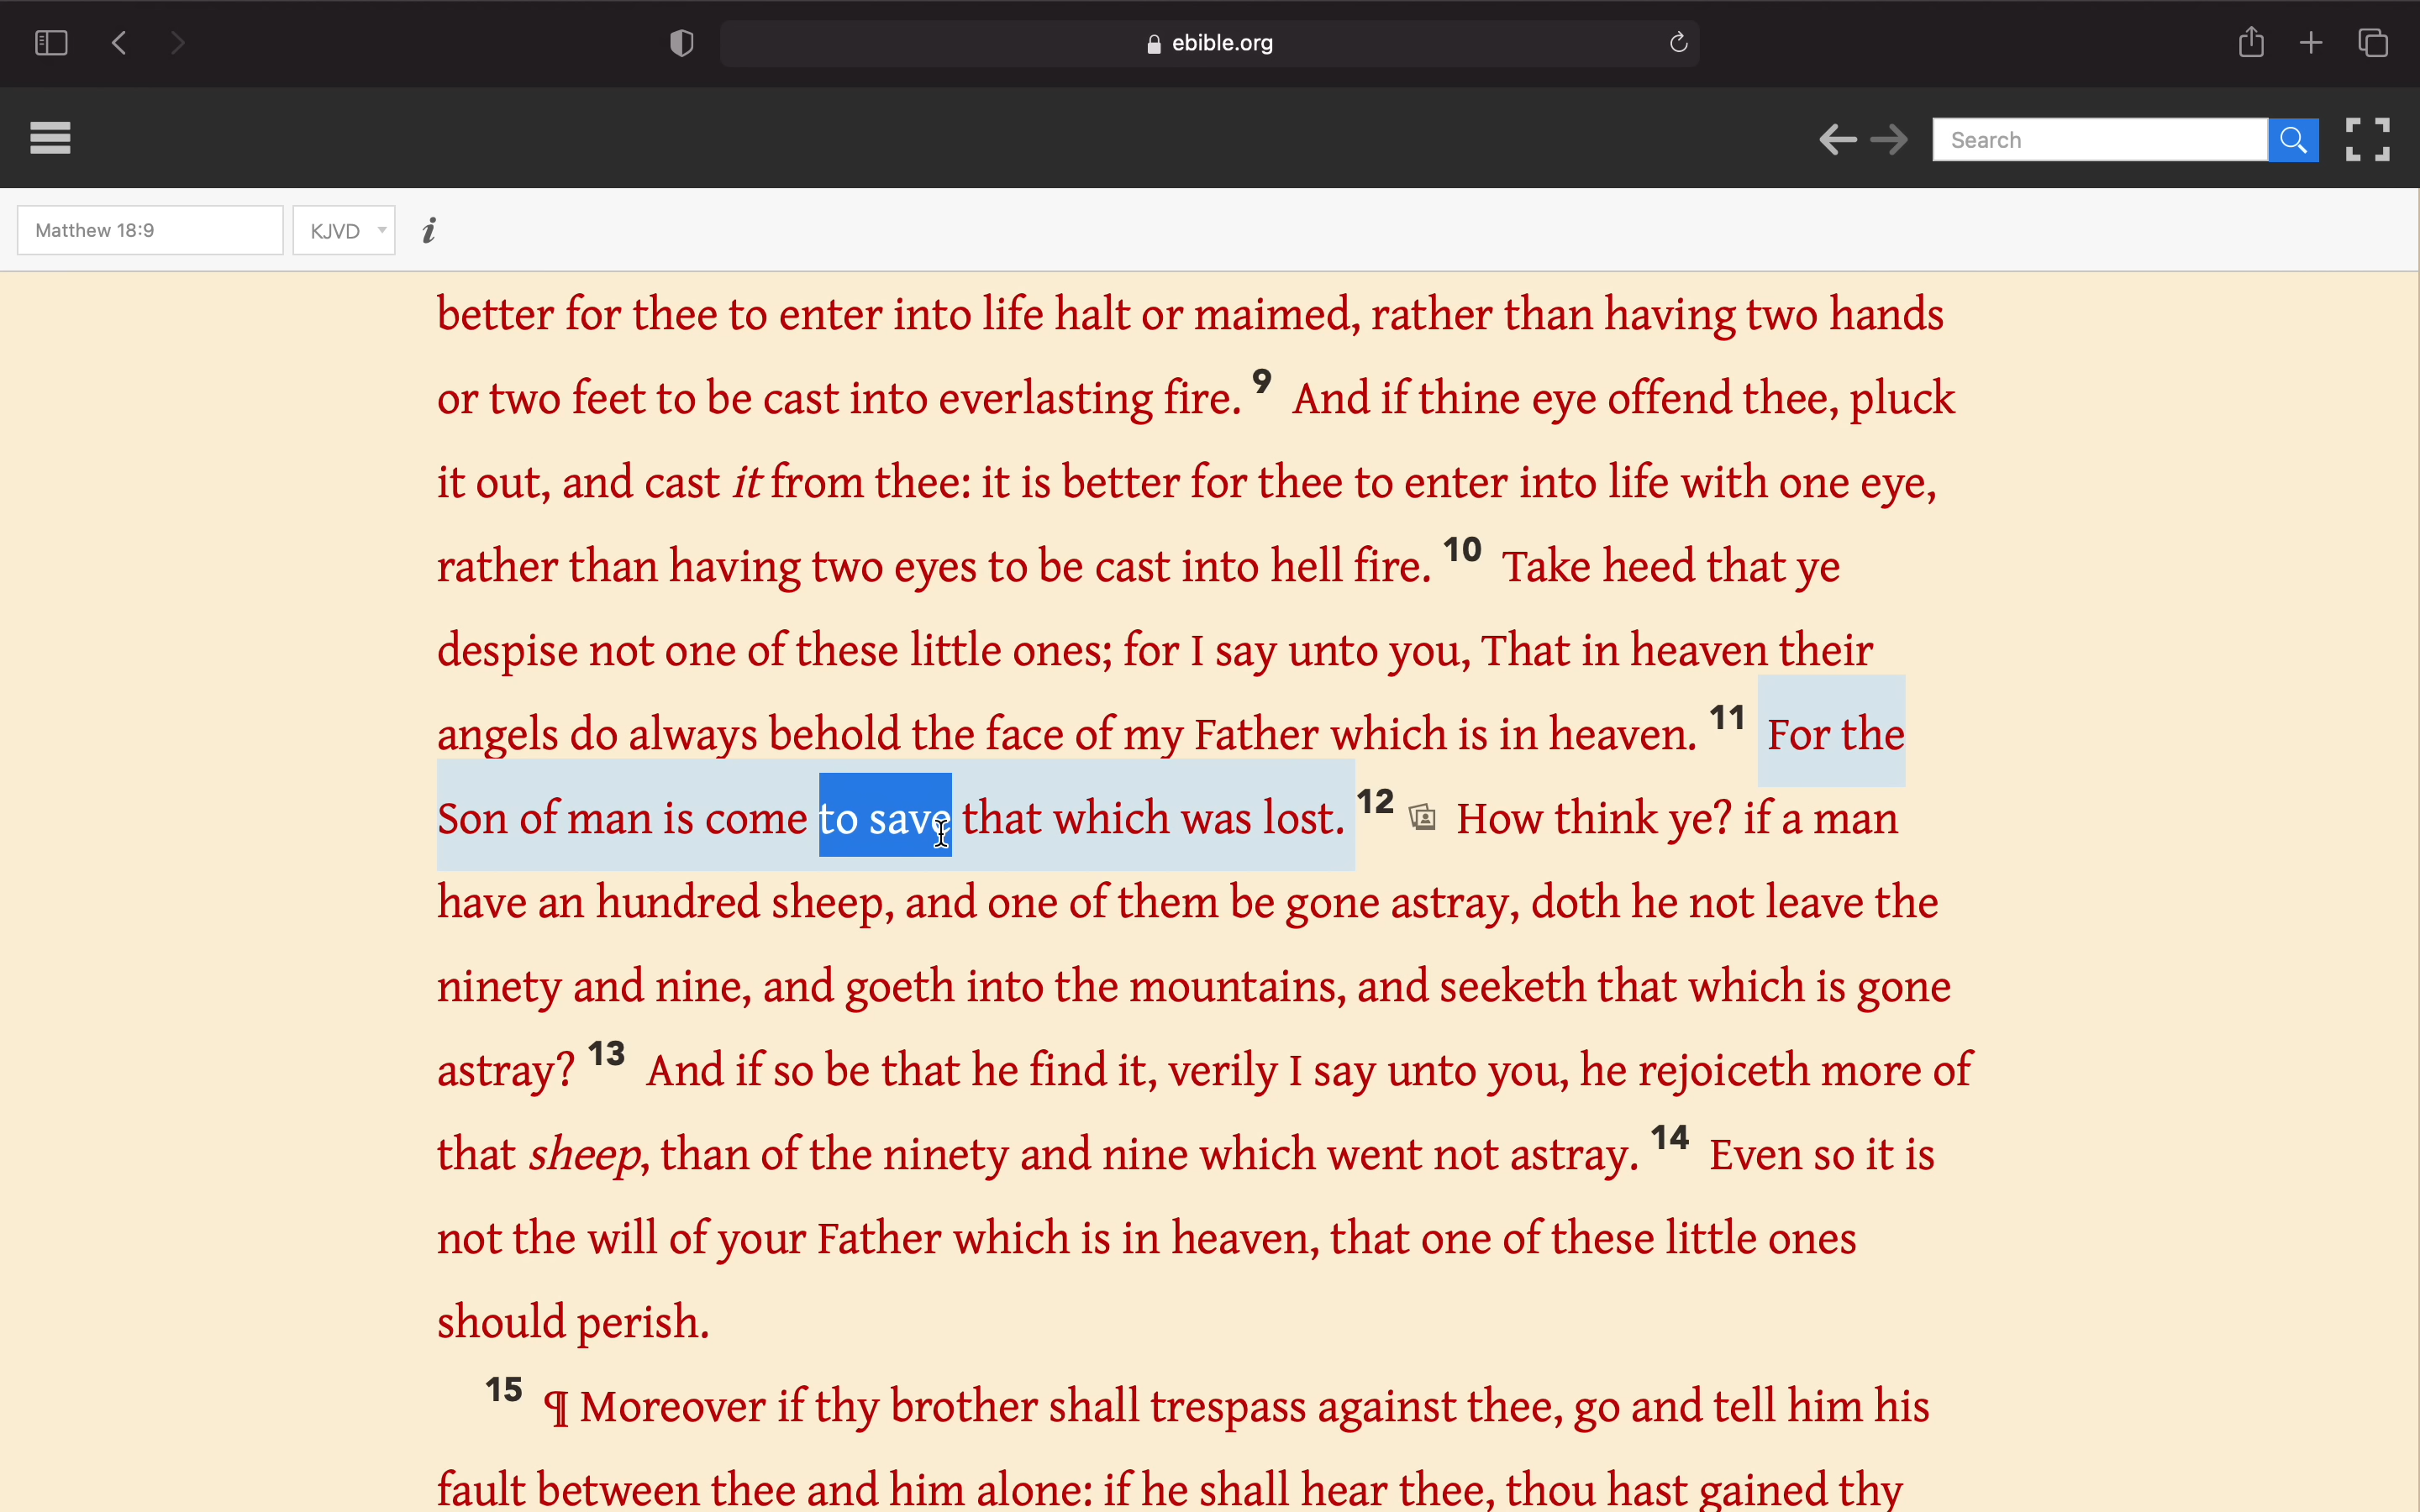 ebible.org
Search
Matthew 18:9 KJVD i
better for thee to enter into life halt or maimed, rather than having two hands
or two feet to be cast into everlasting fire. 9 And if thine eye offend thee, pluck
it out, and cast it from thee: it is better for thee to enter into life with one eye,
rather than having two eyes to be cast into hell fire. 10 Take heed that ye
despise not one of these little ones; for I say unto you, That in heaven their
angels do always behold the face of my Father which is in heaven. 11 For the
Son of man is come to save that which was lost. 12 How think ye? if a man
have an hundred sheep, and one of them be gone astray, doth he not leave the
ninety and nine, and goeth into the mountains, and seeketh that which is gone
astray? 13 And if so be that he find it, verily I say unto you, he rejoiceth more of
that sheep, than of the ninety and nine which went not astray. 14 Even so it is
not the will of your Father which is in heaven, that one of these little ones
should perish.
15 ¶ Moreover if thy brother shall trespass against thee, go and tell him his
fault between thee and him alone: if he shall hear thee, thou hast gained thy